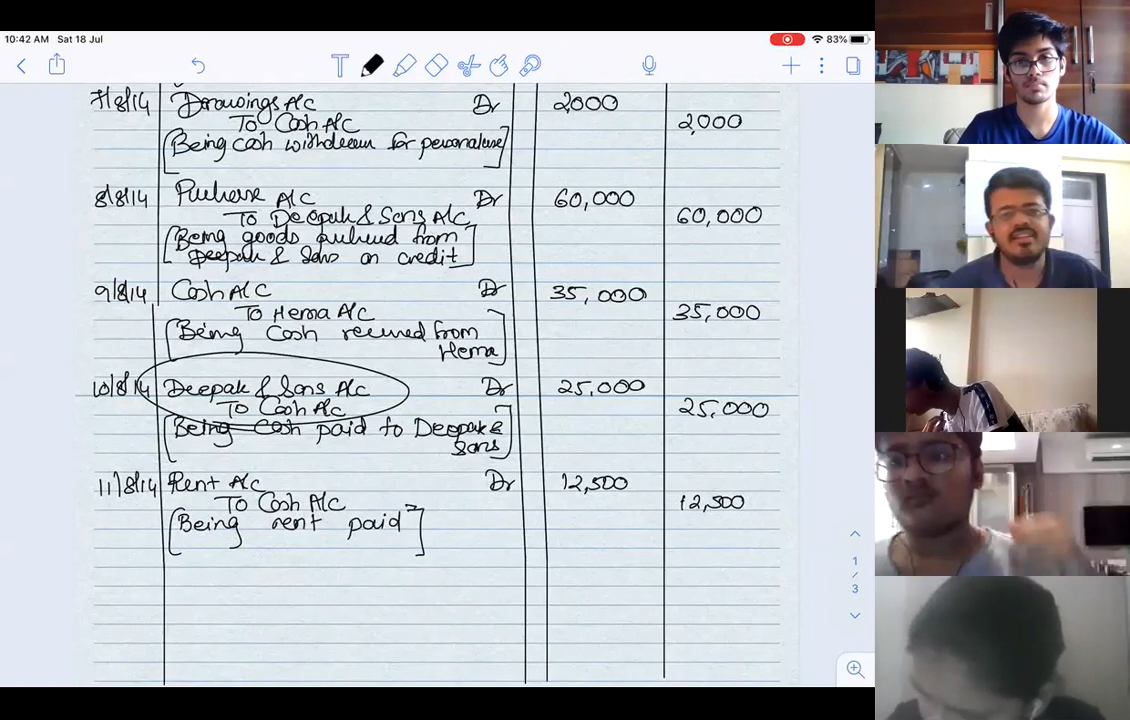 10:42 AM Sat 18 Jul
83%
T
7/8/14 Drawings A/c Dr 2,000
To Cash A/c 2,000
[Being cash withdrawn for personal use]
8/8/14 Purchase A/c Dr 60,000
To Deepak & Sons A/c 60,000
[Being goods purchased from
Deepak & Sons on credit]
9/8/14 Cash A/c Dr 35,000
To Hema A/c 35,000
[Being Cash received from
Hema]
10/8/14 Deepak & Sons A/c Dr 25,000
To Cash A/c 25,000
[Being Cash paid to Deepak &
Sons]
11/8/14 Rent A/c Dr 12,500
To Cash A/c 12,500
[Being rent paid]
1
/
3